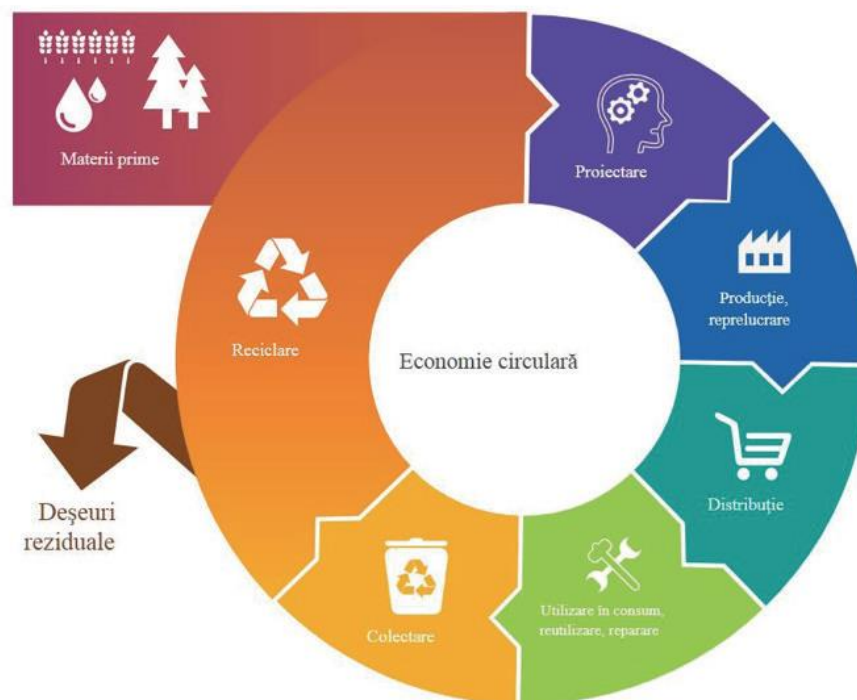 Materii prime
Proiectare
Producție,
reprelucrare
Distribuție
Utilizare în consum,
reutilizare, reparare
Colectare
Reciclare
Economie circulară
Deșeuri
reziduale